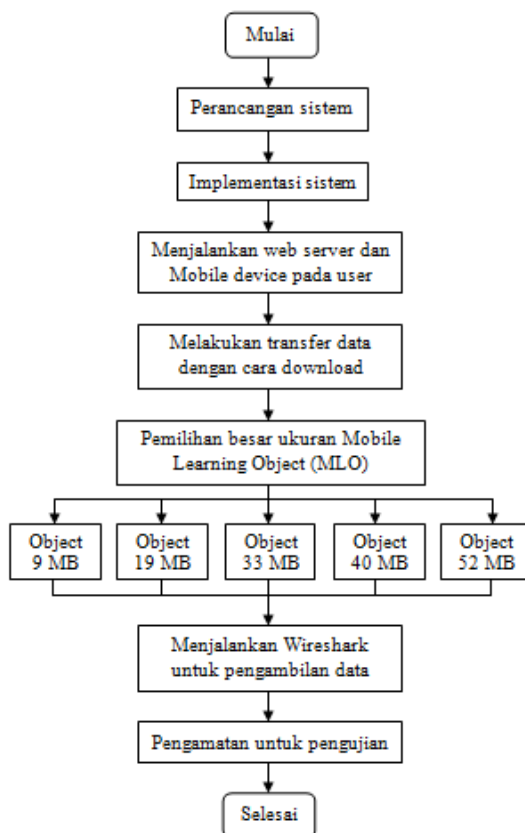 Mulai
Perancangan sistem
Implementasi sistem
Menjalankan web server dan
Mobile device pada user
Melakukan transfer data
dengan cara download
Pemilihan besar ukuran Mobile
Learning Object (MLO)
Object
9 MB
Object
19 MB
Object
33 MB
Object
40 MB
Object
52 MB
Menjalankan Wireshark
untuk pengambilan data
Pengamatan untuk pengujian
Selesai